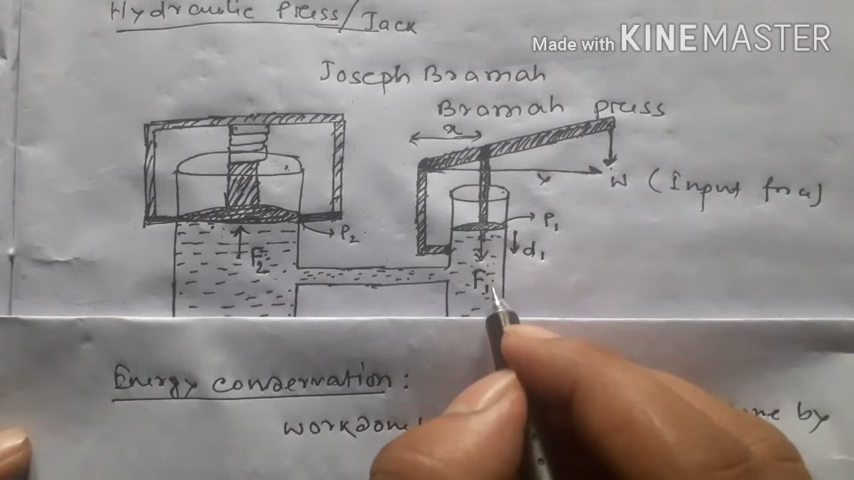 Hydraulic Press/Jack
Made with KINEMASTER
Joseph Bramah
Bramah press
x
y
W (Input force)
P1
P2
d1
F2
F1
Energy conservation:
workdone by